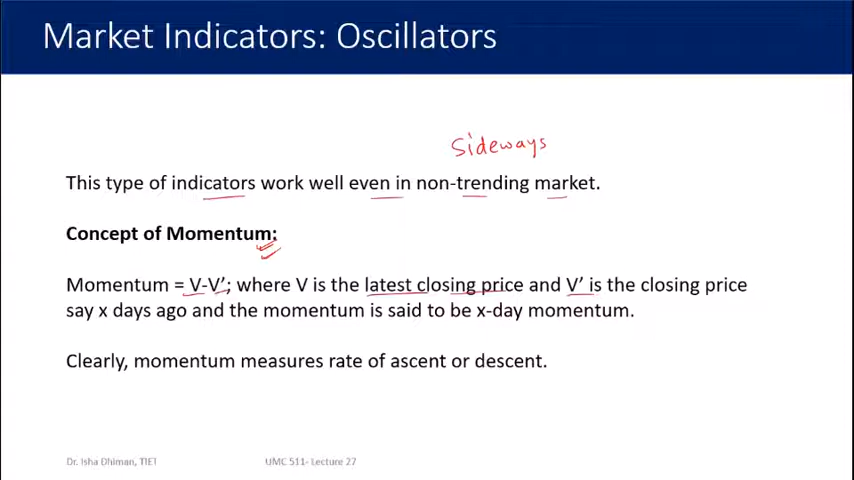 Market Indicators: Oscillators
Sideways
This type of indicators work well even in non-trending market.
Concept of Momentum:
Momentum = V-V’; where V is the latest closing price and V’ is the closing price
say x days ago and the momentum is said to be x-day momentum.
Clearly, momentum measures rate of ascent or descent.
Dr. Isha Dhiman, TIET
UMC 511- Lecture 27